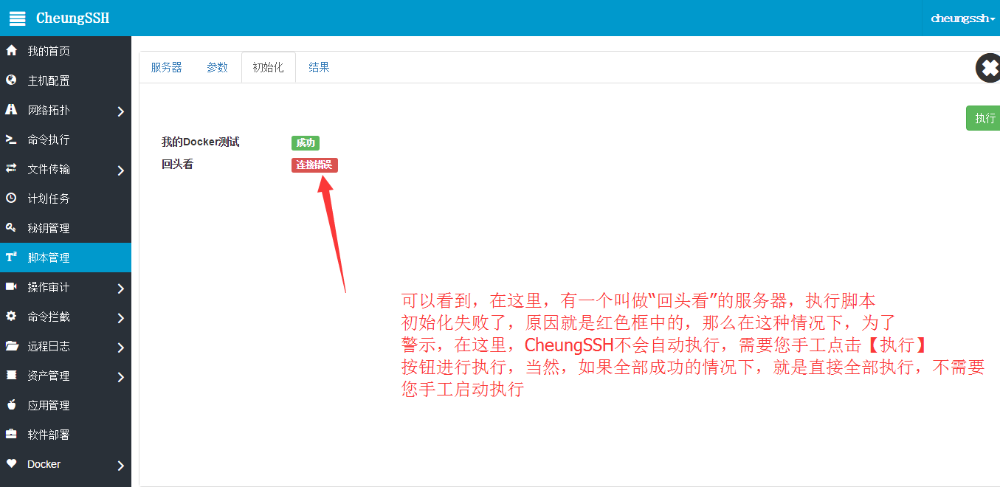 CheungSSH
cheungssh
我的首页
主机配置
网络拓扑
命令执行
文件传输
计划任务
秘钥管理
脚本管理
操作审计
命令拦截
远程日志
资产管理
应用管理
软件部署
Docker
服务器 参数 初始化 结果
执行
我的Docker测试 成功
回头看 连接错误
可以看到，在这里，有一个叫做“回头看”的服务器，执行脚本
初始化失败了，原因就是红色框中的，那么在这种情况下，为了
警示，在这里，CheungSSH不会自动执行，需要您手工点击【执行】
按钮进行执行，当然，如果全部成功的情况下，就是直接全部执行，不需要
您手工启动执行